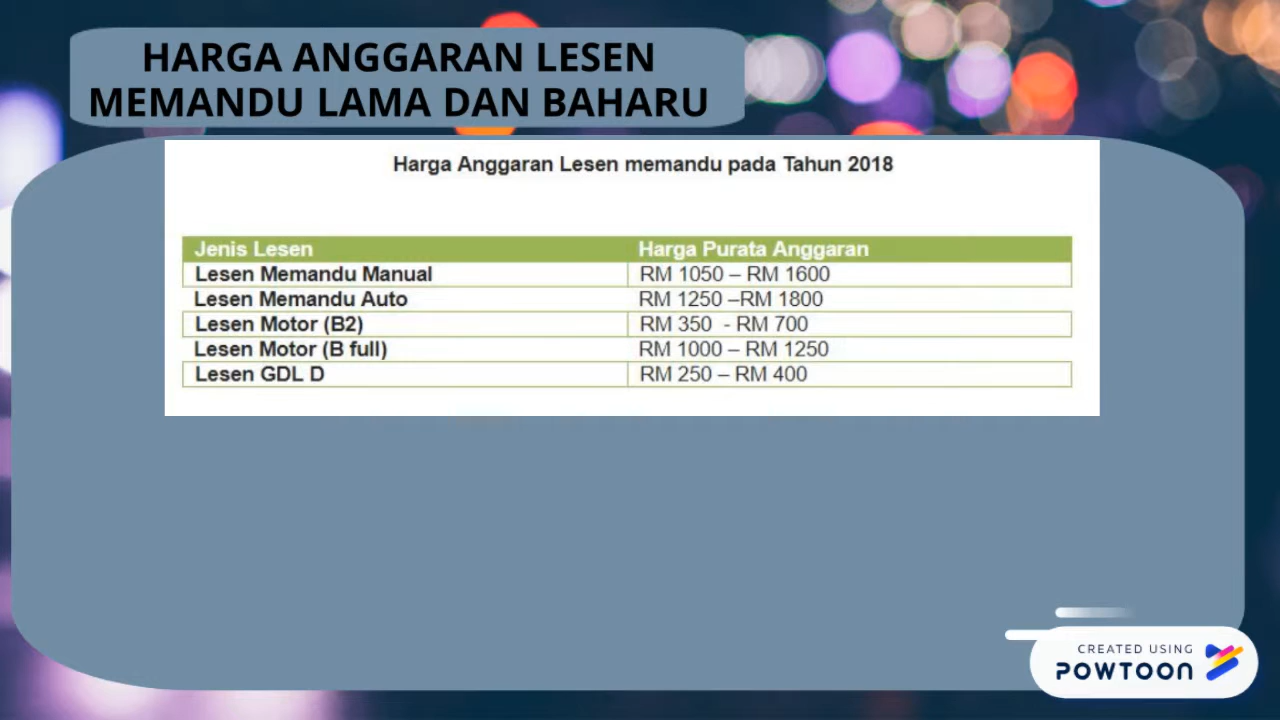 HARGA ANGGARAN LESEN
MEMANDU LAMA DAN BAHARU
Harga Anggaran Lesen memandu pada Tahun 2018
Jenis Lesen Harga Purata Anggaran
Lesen Memandu Manual RM 1050 – RM 1600
Lesen Memandu Auto RM 1250 –RM 1800
Lesen Motor (B2) RM 350 - RM 700
Lesen Motor (B full) RM 1000 – RM 1250
Lesen GDL D RM 250 – RM 400
CREATED USING
POWTOON